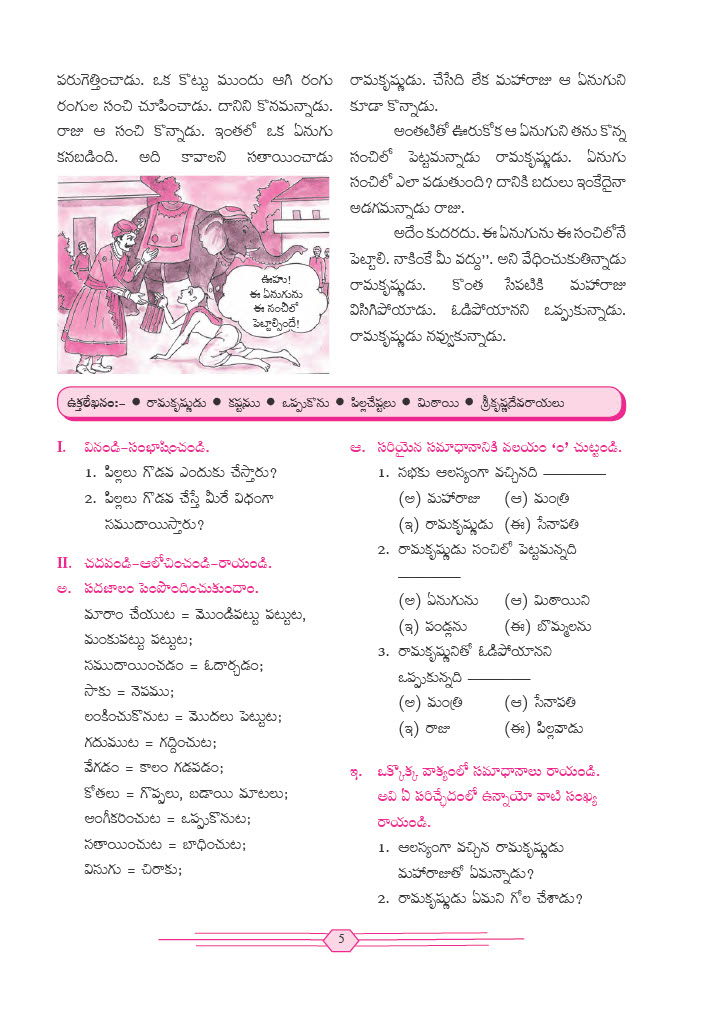 పరుగెత్తించాడు. ఒక కొట్టు ముందు ఆగి రంగు
రంగుల సంచి చూపించాడు. దానిని కొనమన్నాడు.
రాజు ఆ సంచి కొన్నాడు. ఇంతలో ఒక ఏనుగు
కనబడింది. అది కావాలని సతాయించాడు
ఊహు!
ఈ ఏనుగును
ఈ సంచీలో
పెట్టాల్సిందే!
రామకృష్ణుడు. చేసేది లేక మహారాజు ఆ ఏనుగుని
కూడా కొన్నాడు.
అంతటితో ఊరుకోక ఆ ఏనుగుని తను కొన్న
సంచిలో పెట్టమన్నాడు రామకృష్ణుడు. ఏనుగు
సంచిలో ఎలా పడుతుంది? దానికి బదులు ఇంకేదైనా
అడగమన్నాడు రాజు.
అదేం కుదరదు. ఈ ఏనుగును ఈ సంచిలోనే
పెట్టాలి. నాకింకే మీ వద్దు’’. అని వేధించుకుతిన్నాడు
రామకృష్ణుడు. కొంత సేపటికి మహారాజు
విసిగిపోయాడు. ఓడిపోయానని ఒప్పుకున్నాడు.
రామకృష్ణుడు నవ్వుకున్నాడు.
ఉక్తలేఖనం:– ● రామకృష్ణుడు ● కష్టము ● ఒప్పుకొను ● పిల్లచేష్టలు ● మిఠాయి ● శ్రీకృష్ణదేవరాయలు
I. వినండి–సంభాషించండి.
1. పిల్లలు గొడవ ఎందుకు చేస్తారు?
2. పిల్లలు గొడవ చేస్తే మీరే విధంగా
సముదాయిస్తారు?
II. చదవండి–ఆలోచించండి–రాయండి.
అ. పదజాలం పెంపొందించుకుందాం.
మారాం చేయుట = మొండిపట్టు పట్టుట,
మంకుపట్టు పట్టుట;
సముదాయించడం = ఓదార్చడం;
సాకు = నెపము;
లంకించుకొనుట = మొదలు పెట్టుట;
గదుముట = గద్దించుట;
వేగడం = కాలం గడపడం;
కోతలు = గొప్పలు, బడాయి మాటలు;
అంగీకరించుట = ఒప్పుకొనుట;
సతాయించుట = బాధించుట;
విసుగు = చిరాకు;
ఆ. సరియైన సమాధానానికి వలయం ‘ం’ చుట్టండి.
1. సభకు ఆలస్యంగా వచ్చినది ————
(అ) మహారాజు (ఆ) మంత్రి
(ఇ) రామకృష్ణుడు (ఈ) సేనాపతి
2. రామకృష్ణుడు సంచిలో పెట్టమన్నది
————
(అ) ఏనుగును (ఆ) మిఠాయిని
(ఇ) పండ్లను (ఈ) బొమ్మలను
3. రామకృష్ణునితో ఓడిపోయానని
ఒప్పుకున్నది ————
(అ) మంత్రి (ఆ) సేనాపతి
(ఇ) రాజు (ఈ) పిల్లవాడు
ఇ. ఒక్కొక్క వాక్యంలో సమాధానాలు రాయండి.
అవి ఏ పరిచ్ఛేదంలో ఉన్నాయో వాటి సంఖ్య
రాయండి.
1. ఆలస్యంగా వచ్చిన రామకృష్ణుడు
మహారాజుతో ఏమన్నాడు?
2. రామకృష్ణుడు ఏమని గోల చేశాడు?
5